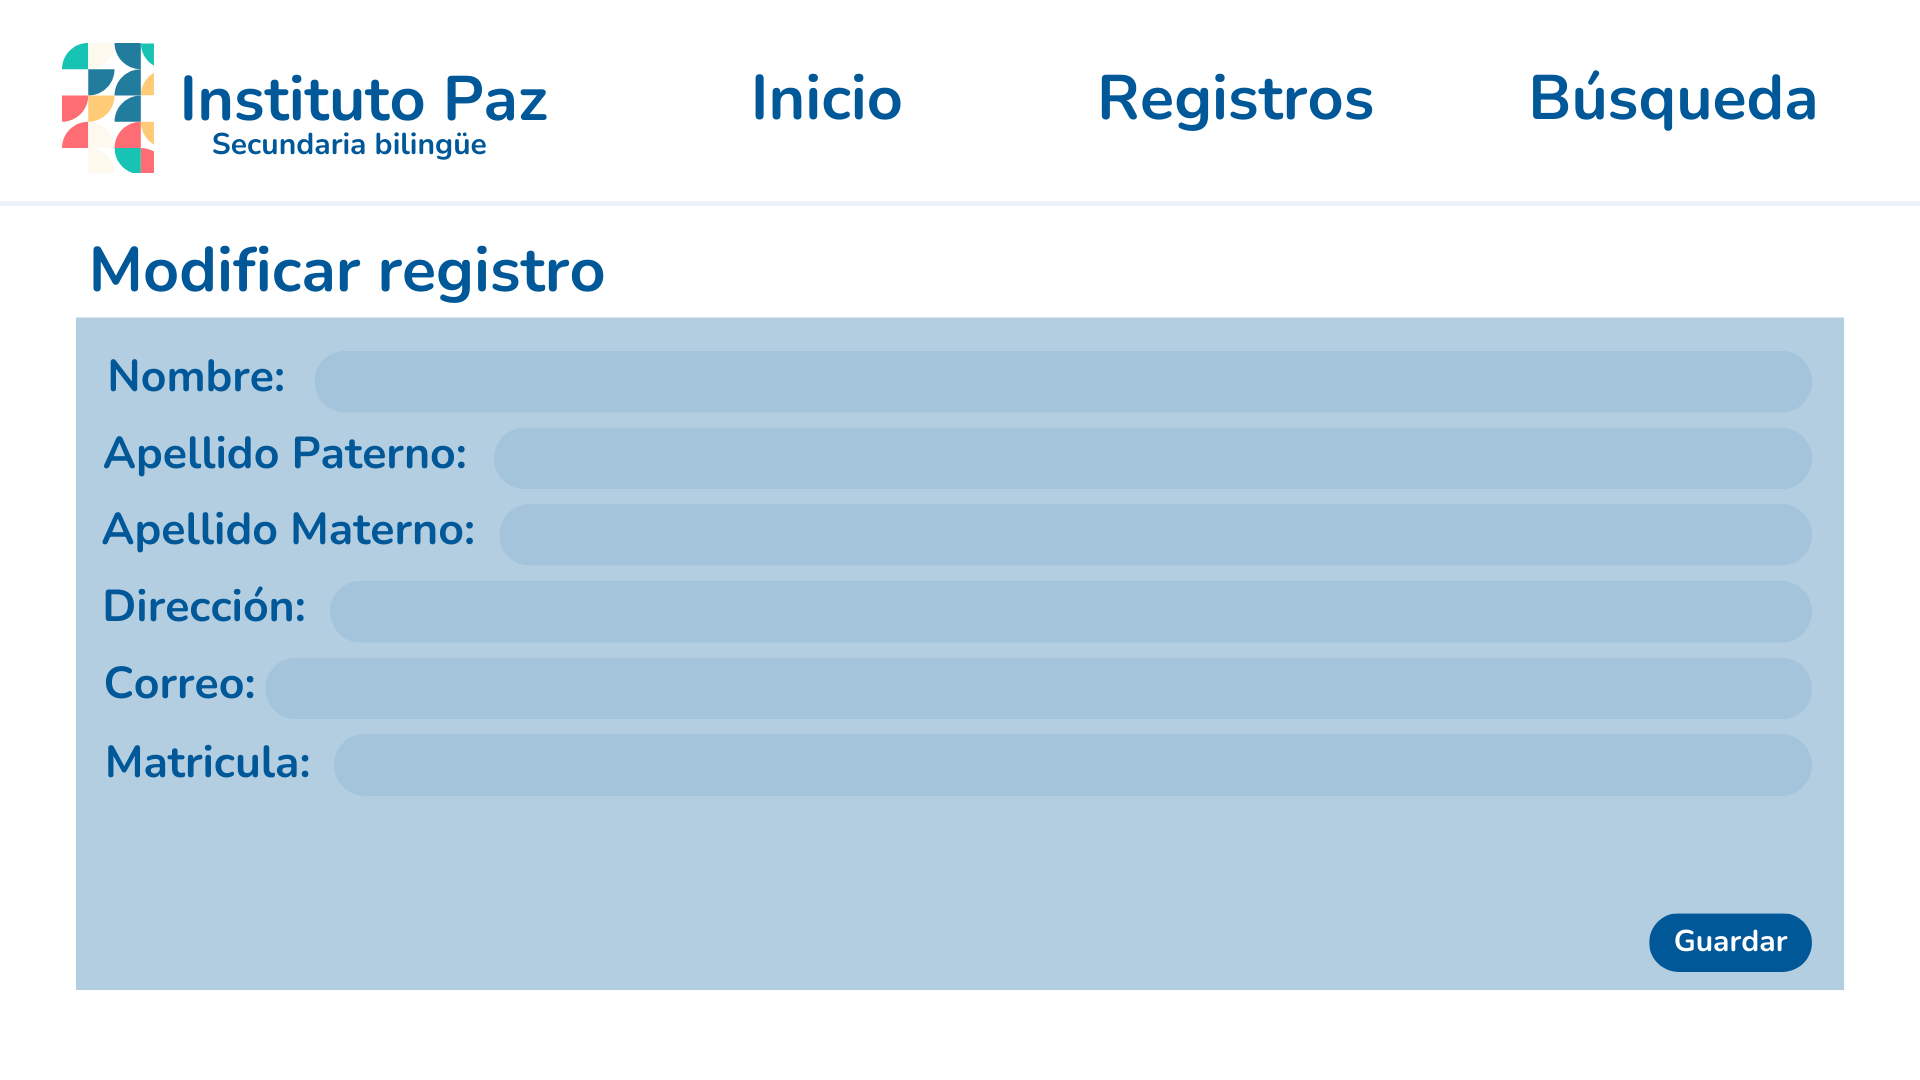 Instituto Paz
Secundaria bilingüe
Inicio
Registros
Búsqueda
Modificar registro
Nombre:
Apellido Paterno:
Apellido Materno:
Dirección:
Correo:
Matricula:
Guardar